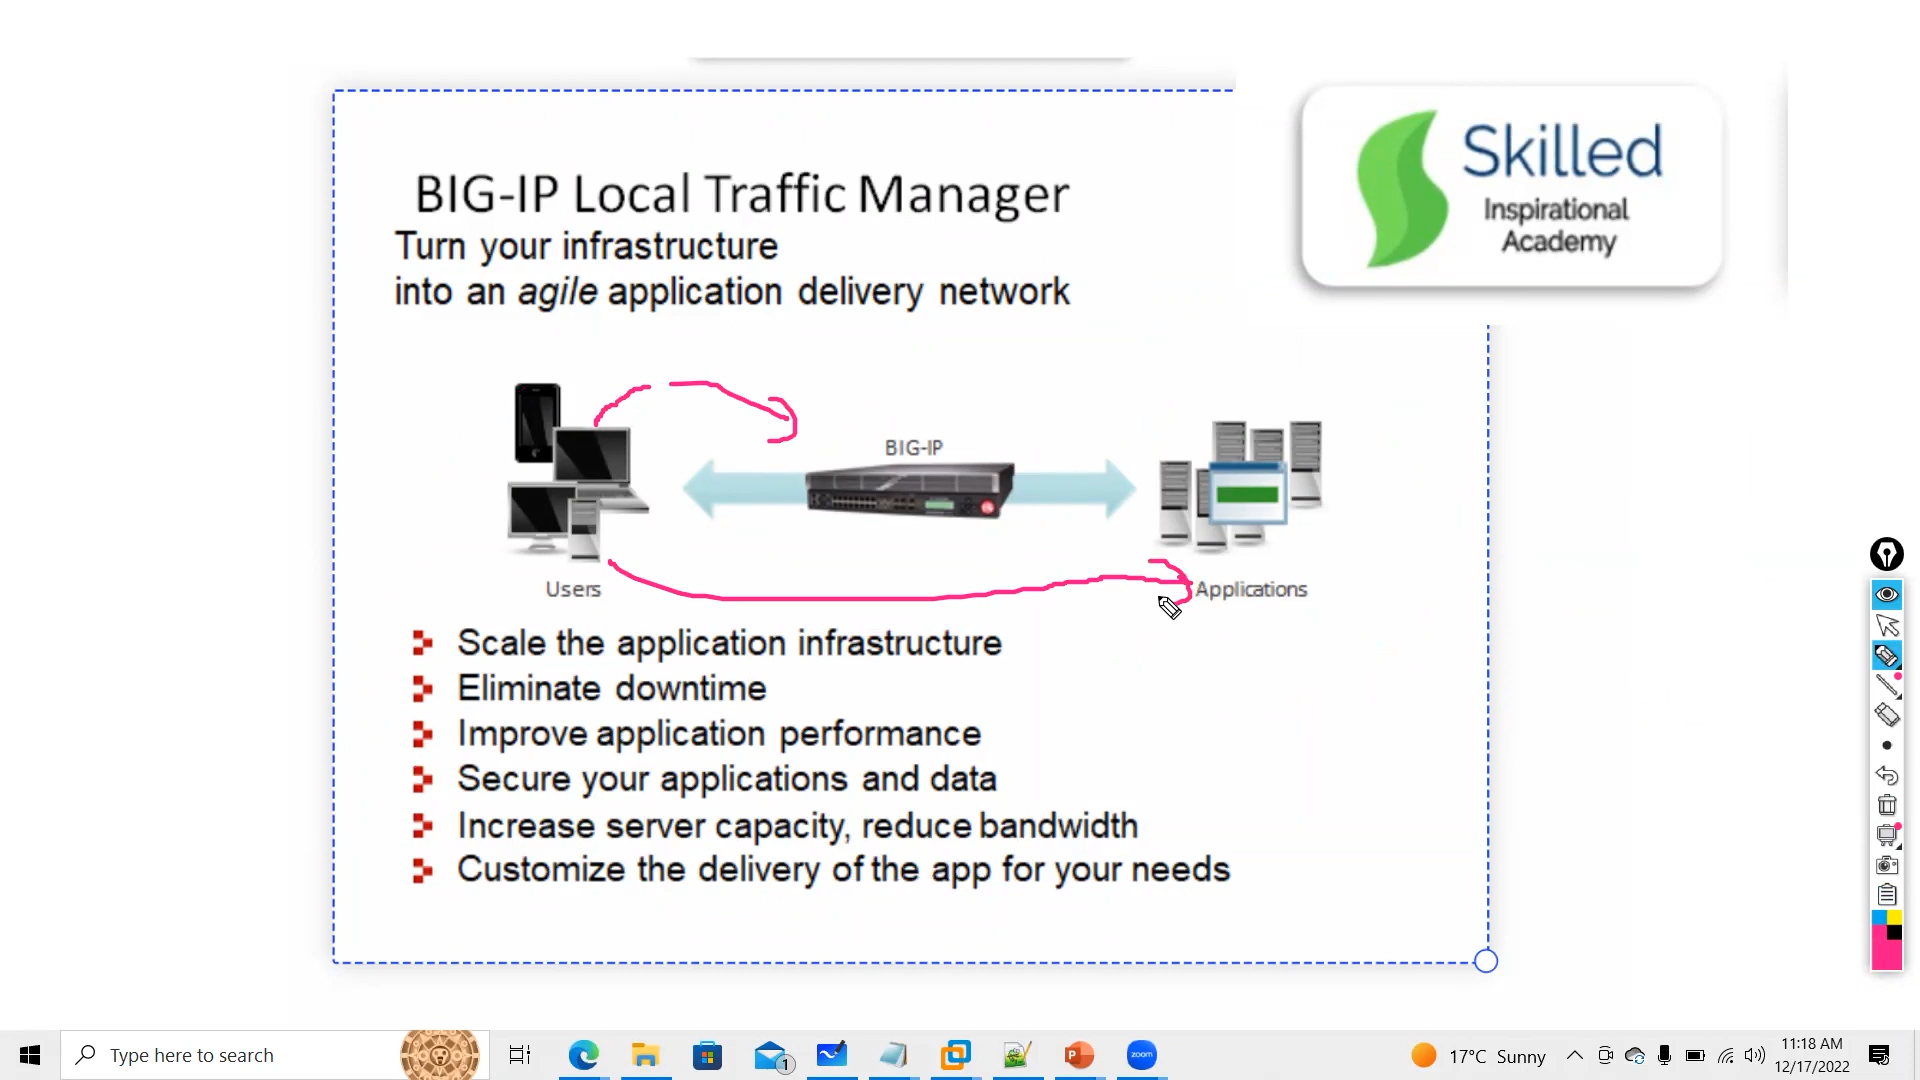 BIG-IP Local Traffic Manager
Turn your infrastructure
into an agile application delivery network
Skilled
Inspirational
Academy
BIG-IP
Users
Applications
Scale the application infrastructure
Eliminate downtime
Improve application performance
Secure your applications and data
Increase server capacity, reduce bandwidth
Customize the delivery of the app for your needs
Type here to search
1
zoom
17°C Sunny
11:18 AM
12/17/2022